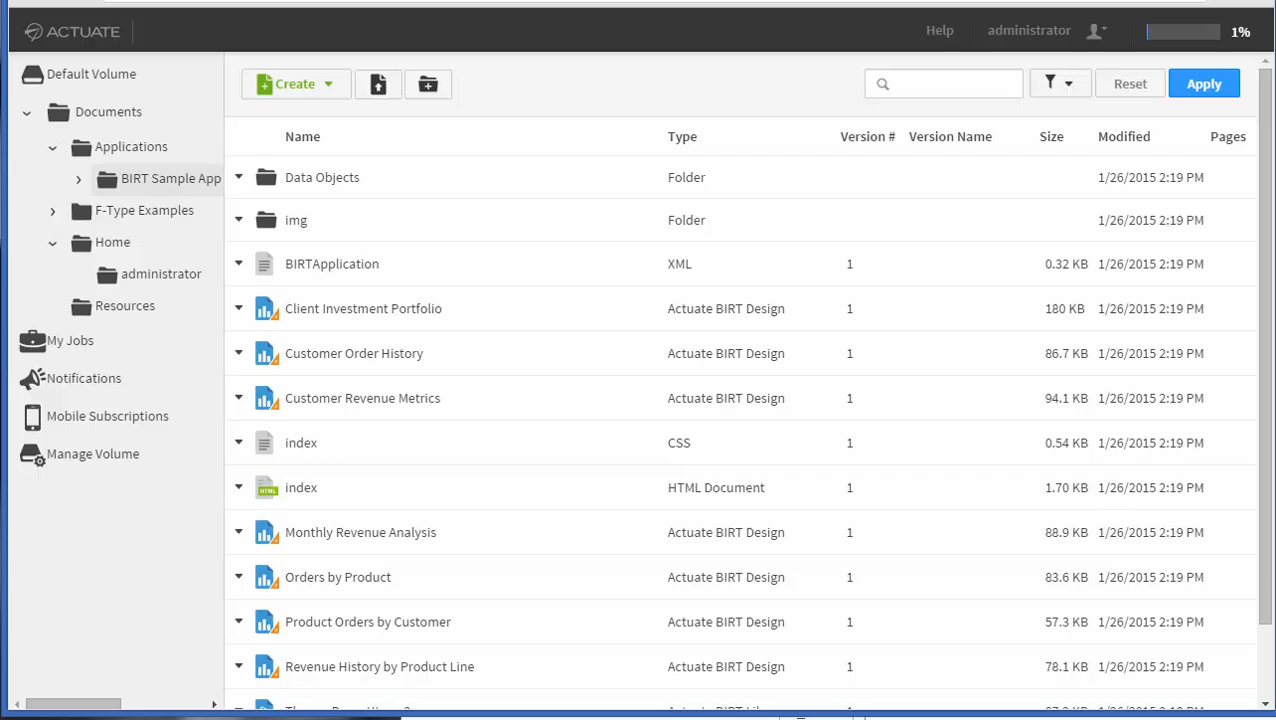 ACTUATE
Help administrator 1%
Default Volume
Documents
Applications
BIRT Sample App
F-Type Examples
Home
administrator
Resources
My Jobs
Notifications
Mobile Subscriptions
Manage Volume
Create Reset Apply
Name Type Version # Version Name Size Modified Pages
Data Objects Folder 1/26/2015 2:19 PM
img Folder 1/26/2015 2:19 PM
BIRTApplication XML 1 0.32 KB 1/26/2015 2:19 PM
Client Investment Portfolio Actuate BIRT Design 1 180 KB 1/26/2015 2:19 PM
Customer Order History Actuate BIRT Design 1 86.7 KB 1/26/2015 2:19 PM
Customer Revenue Metrics Actuate BIRT Design 1 94.1 KB 1/26/2015 2:19 PM
index CSS 1 0.54 KB 1/26/2015 2:19 PM
index HTML Document 1 1.70 KB 1/26/2015 2:19 PM
Monthly Revenue Analysis Actuate BIRT Design 1 88.9 KB 1/26/2015 2:19 PM
Orders by Product Actuate BIRT Design 1 83.6 KB 1/26/2015 2:19 PM
Product Orders by Customer Actuate BIRT Design 1 57.3 KB 1/26/2015 2:19 PM
Revenue History by Product Line Actuate BIRT Design 1 78.1 KB 1/26/2015 2:19 PM